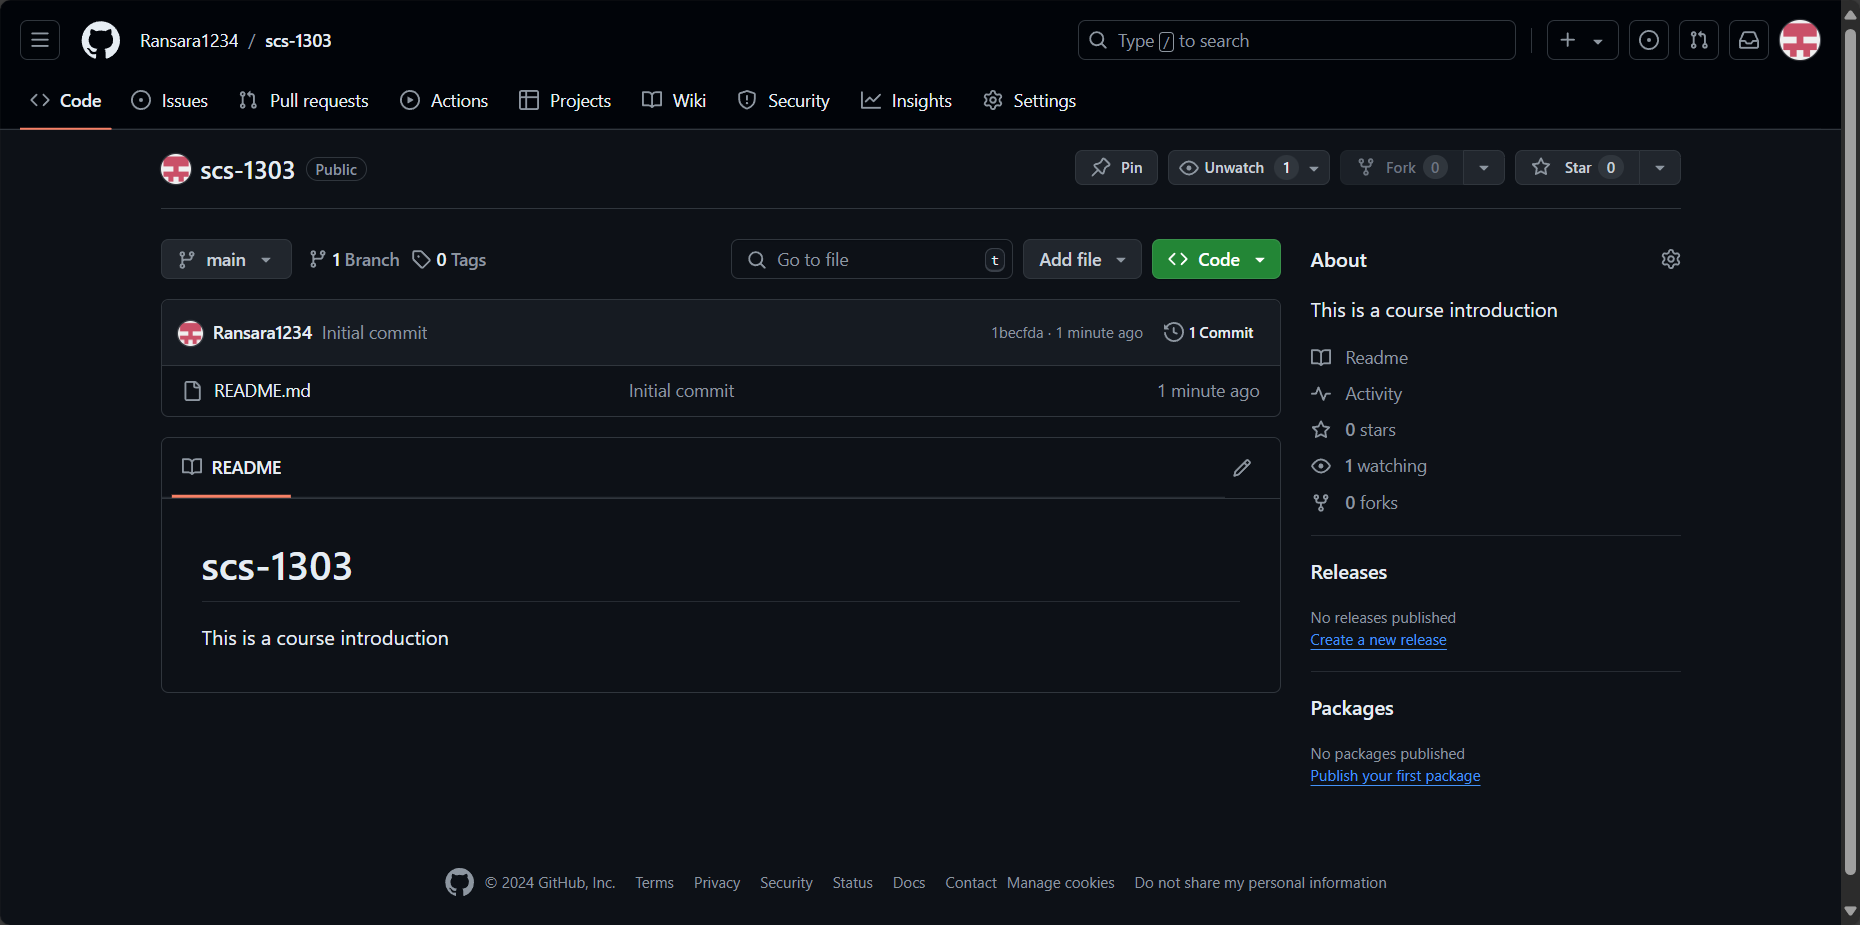 Ransara1234 / scs-1303
Type / to search
Code Issues Pull requests Actions Projects Wiki Security Insights Settings
scs-1303 Public
Pin Unwatch 1 Fork 0 Star 0
main 1 Branch 0 Tags Go to file t Add file Code
Ransara1234 Initial commit 1becfda · 1 minute ago 1 Commit
README.md Initial commit 1 minute ago
README
scs-1303
This is a course introduction
About
This is a course introduction
Readme
Activity
0 stars
1 watching
0 forks
Releases
No releases published
Create a new release
Packages
No packages published
Publish your first package
© 2024 GitHub, Inc. Terms Privacy Security Status Docs Contact Manage cookies Do not share my personal information